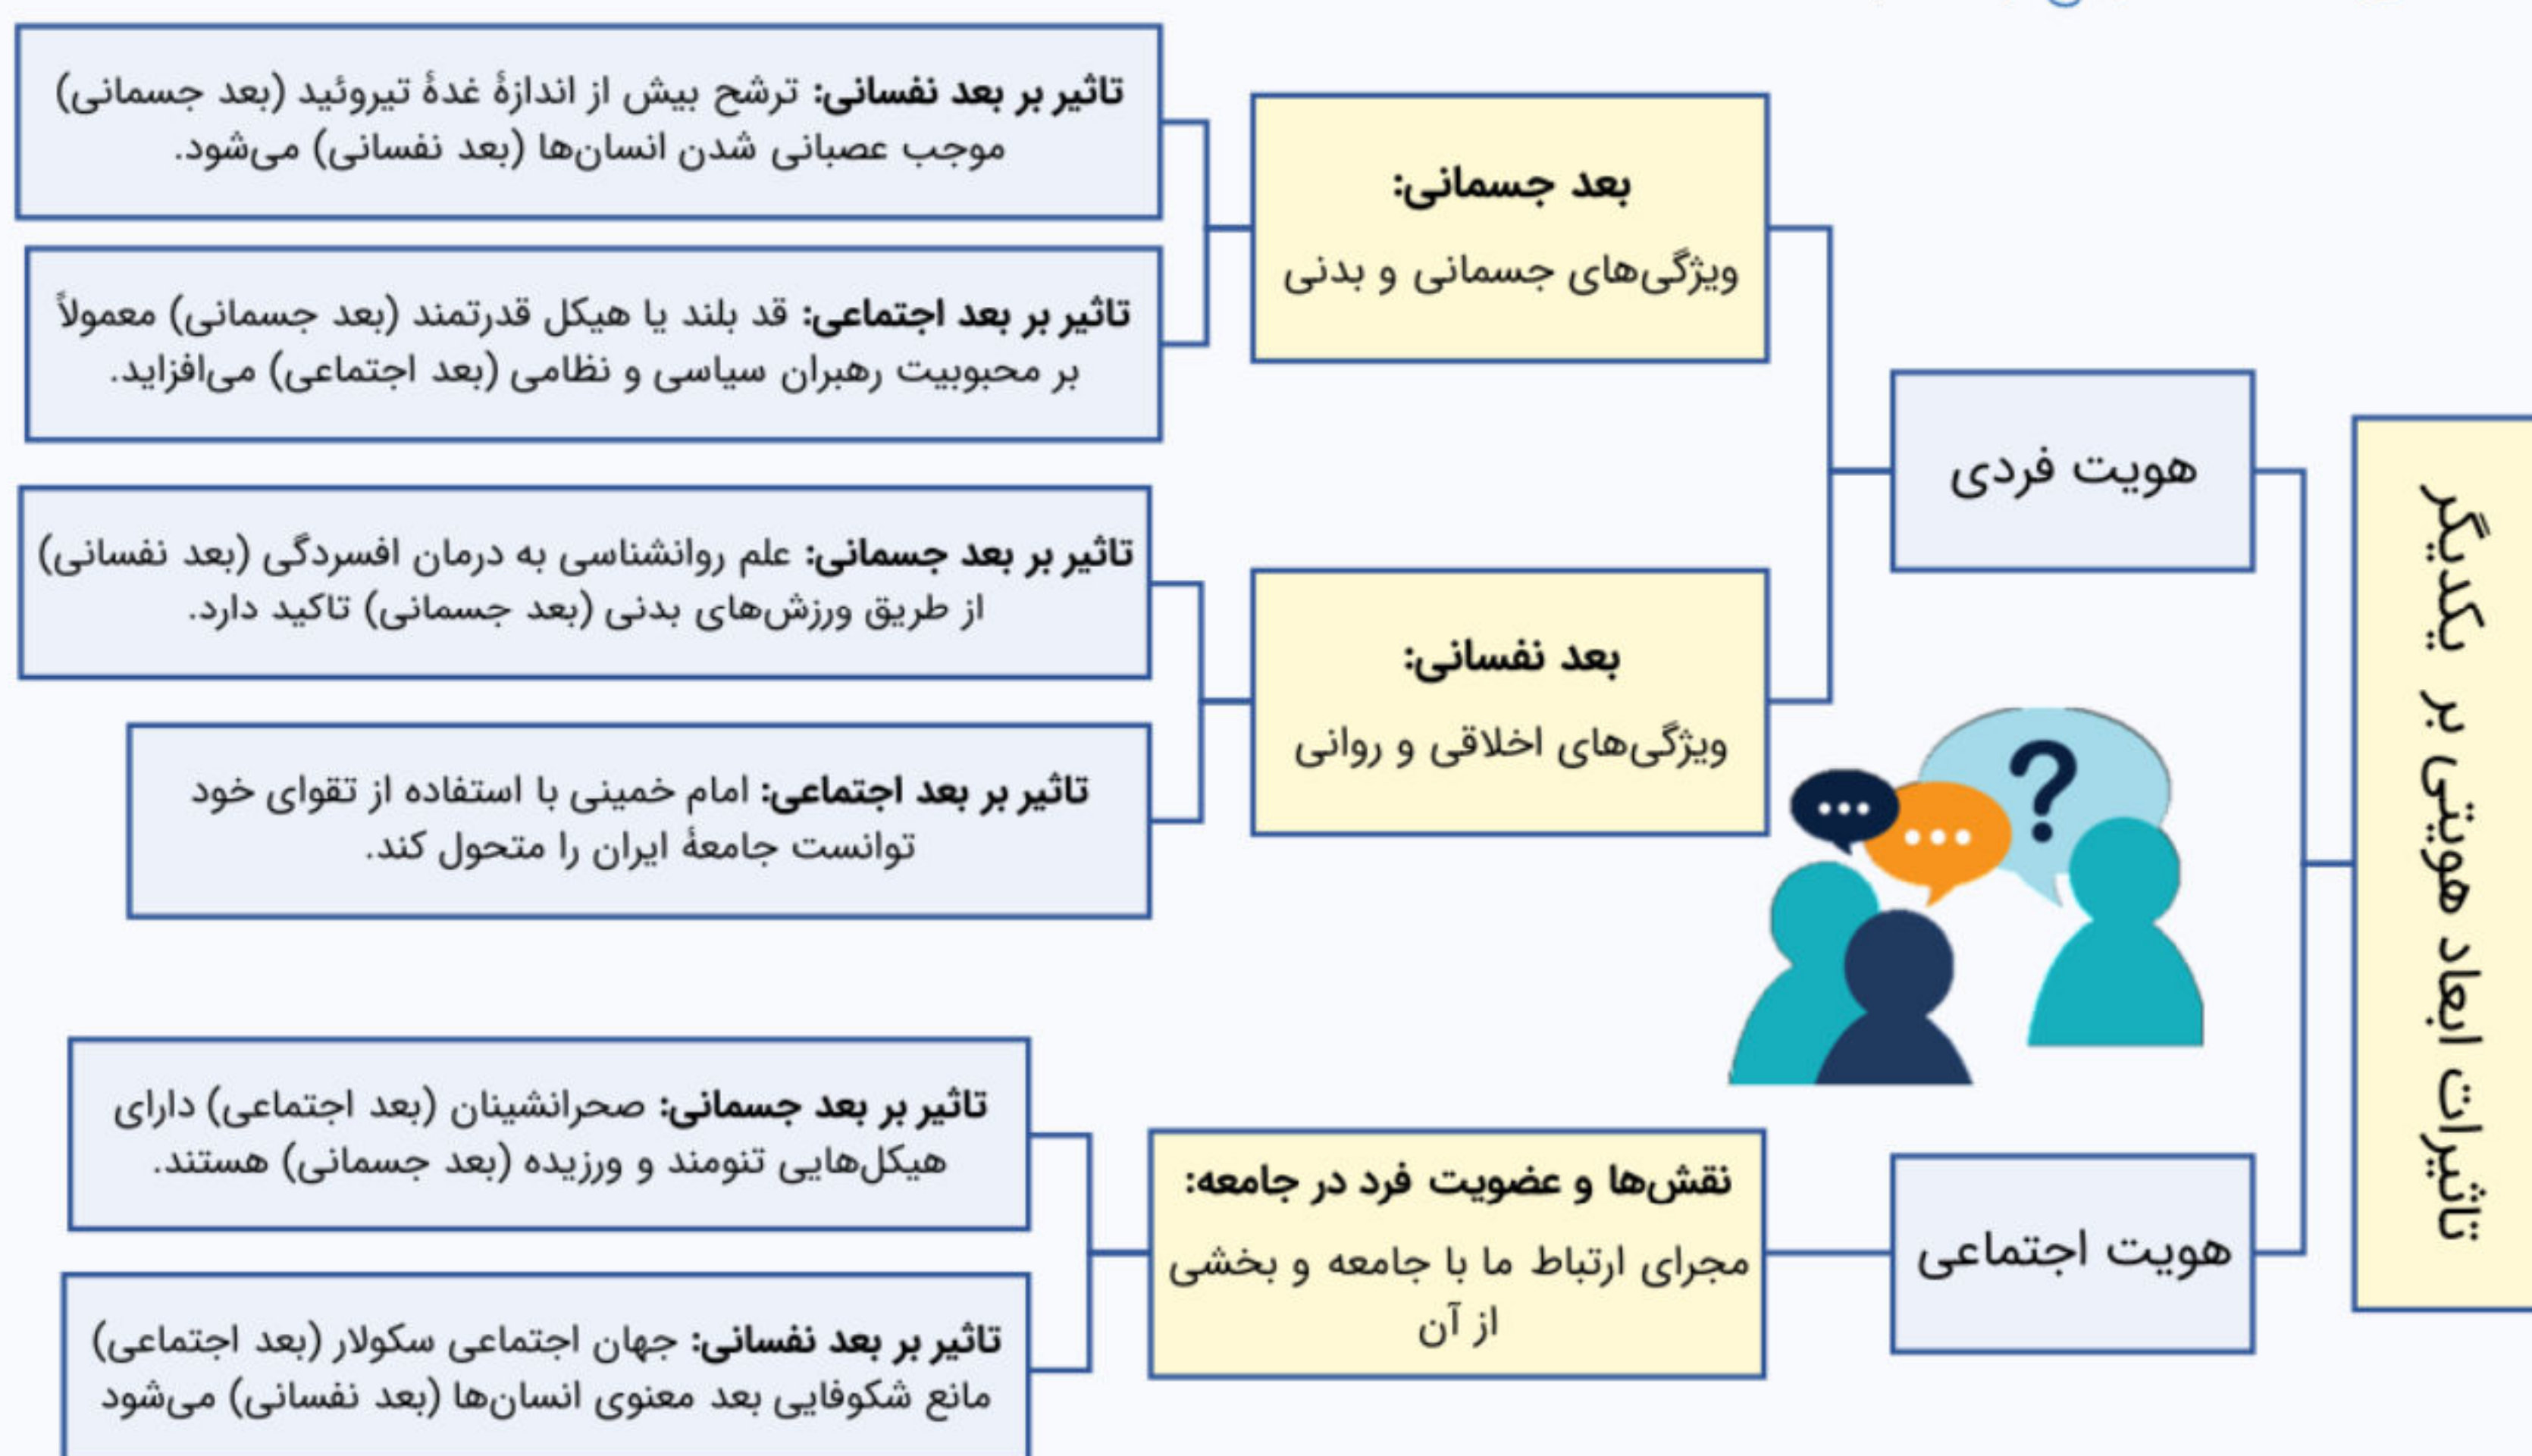 تاثیرات ابعاد هویتی بر یکدیگر
هویت فردی
بعد جسمانی:
ویژگی‌های جسمانی و بدنی
تاثیر بر بعد نفسانی: ترشح بیش از اندازهٔ غدهٔ تیروئید (بعد جسمانی)
موجب عصبانی شدن انسان‌ها (بعد نفسانی) می‌شود.
تاثیر بر بعد اجتماعی: قد بلند یا هیکل قدرتمند (بعد جسمانی) معمولاً
بر محبوبیت رهبران سیاسی و نظامی (بعد اجتماعی) می‌افزاید.
بعد نفسانی:
ویژگی‌های اخلاقی و روانی
تاثیر بر بعد جسمانی: علم روانشناسی به درمان افسردگی (بعد نفسانی)
از طریق ورزش‌های بدنی (بعد جسمانی) تاکید دارد.
تاثیر بر بعد اجتماعی: امام خمینی با استفاده از تقوای خود
توانست جامعهٔ ایران را متحول کند.
هویت اجتماعی
نقش‌ها و عضویت فرد در جامعه:
مجرای ارتباط ما با جامعه و بخشی
از آن
تاثیر بر بعد جسمانی: صحرانشینان (بعد اجتماعی) دارای
هیکل‌هایی تنومند و ورزیده (بعد جسمانی) هستند.
تاثیر بر بعد نفسانی: جهان اجتماعی سکولار (بعد اجتماعی)
مانع شکوفایی بعد معنوی انسان‌ها (بعد نفسانی) می‌شود
?